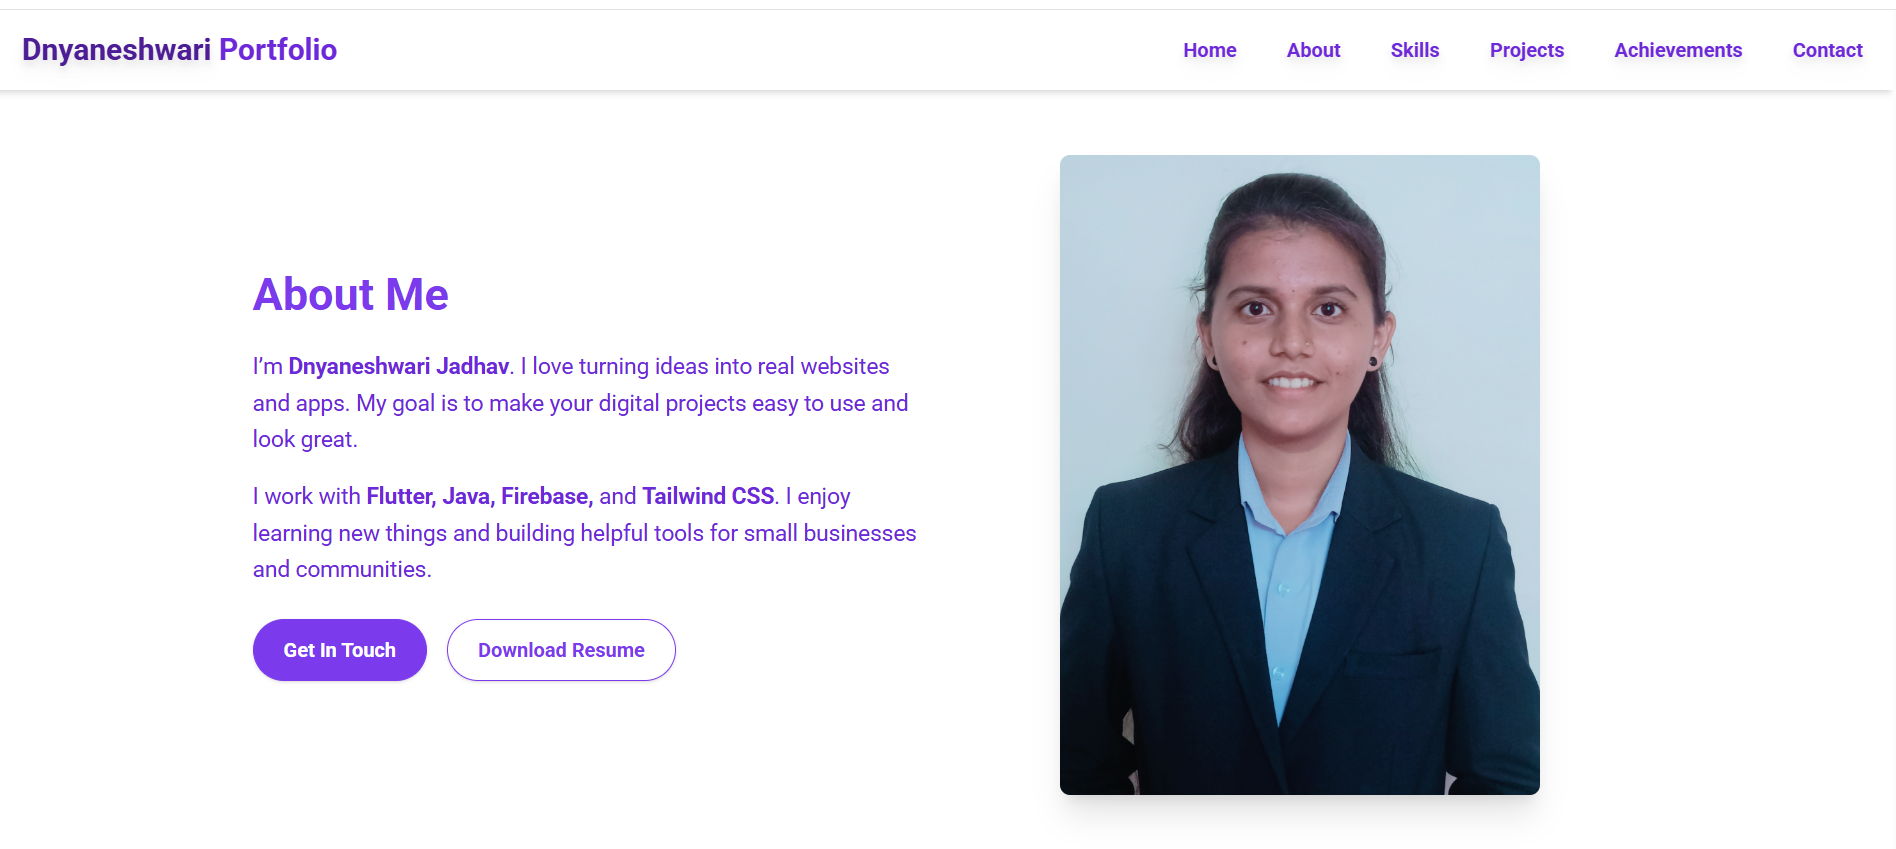 Dnyaneshwari Portfolio
Home About Skills Projects Achievements Contact
About Me
I’m Dnyaneshwari Jadhav. I love turning ideas into real websites
and apps. My goal is to make your digital projects easy to use and
look great.
I work with Flutter, Java, Firebase, and Tailwind CSS. I enjoy
learning new things and building helpful tools for small businesses
and communities.
Get In Touch Download Resume